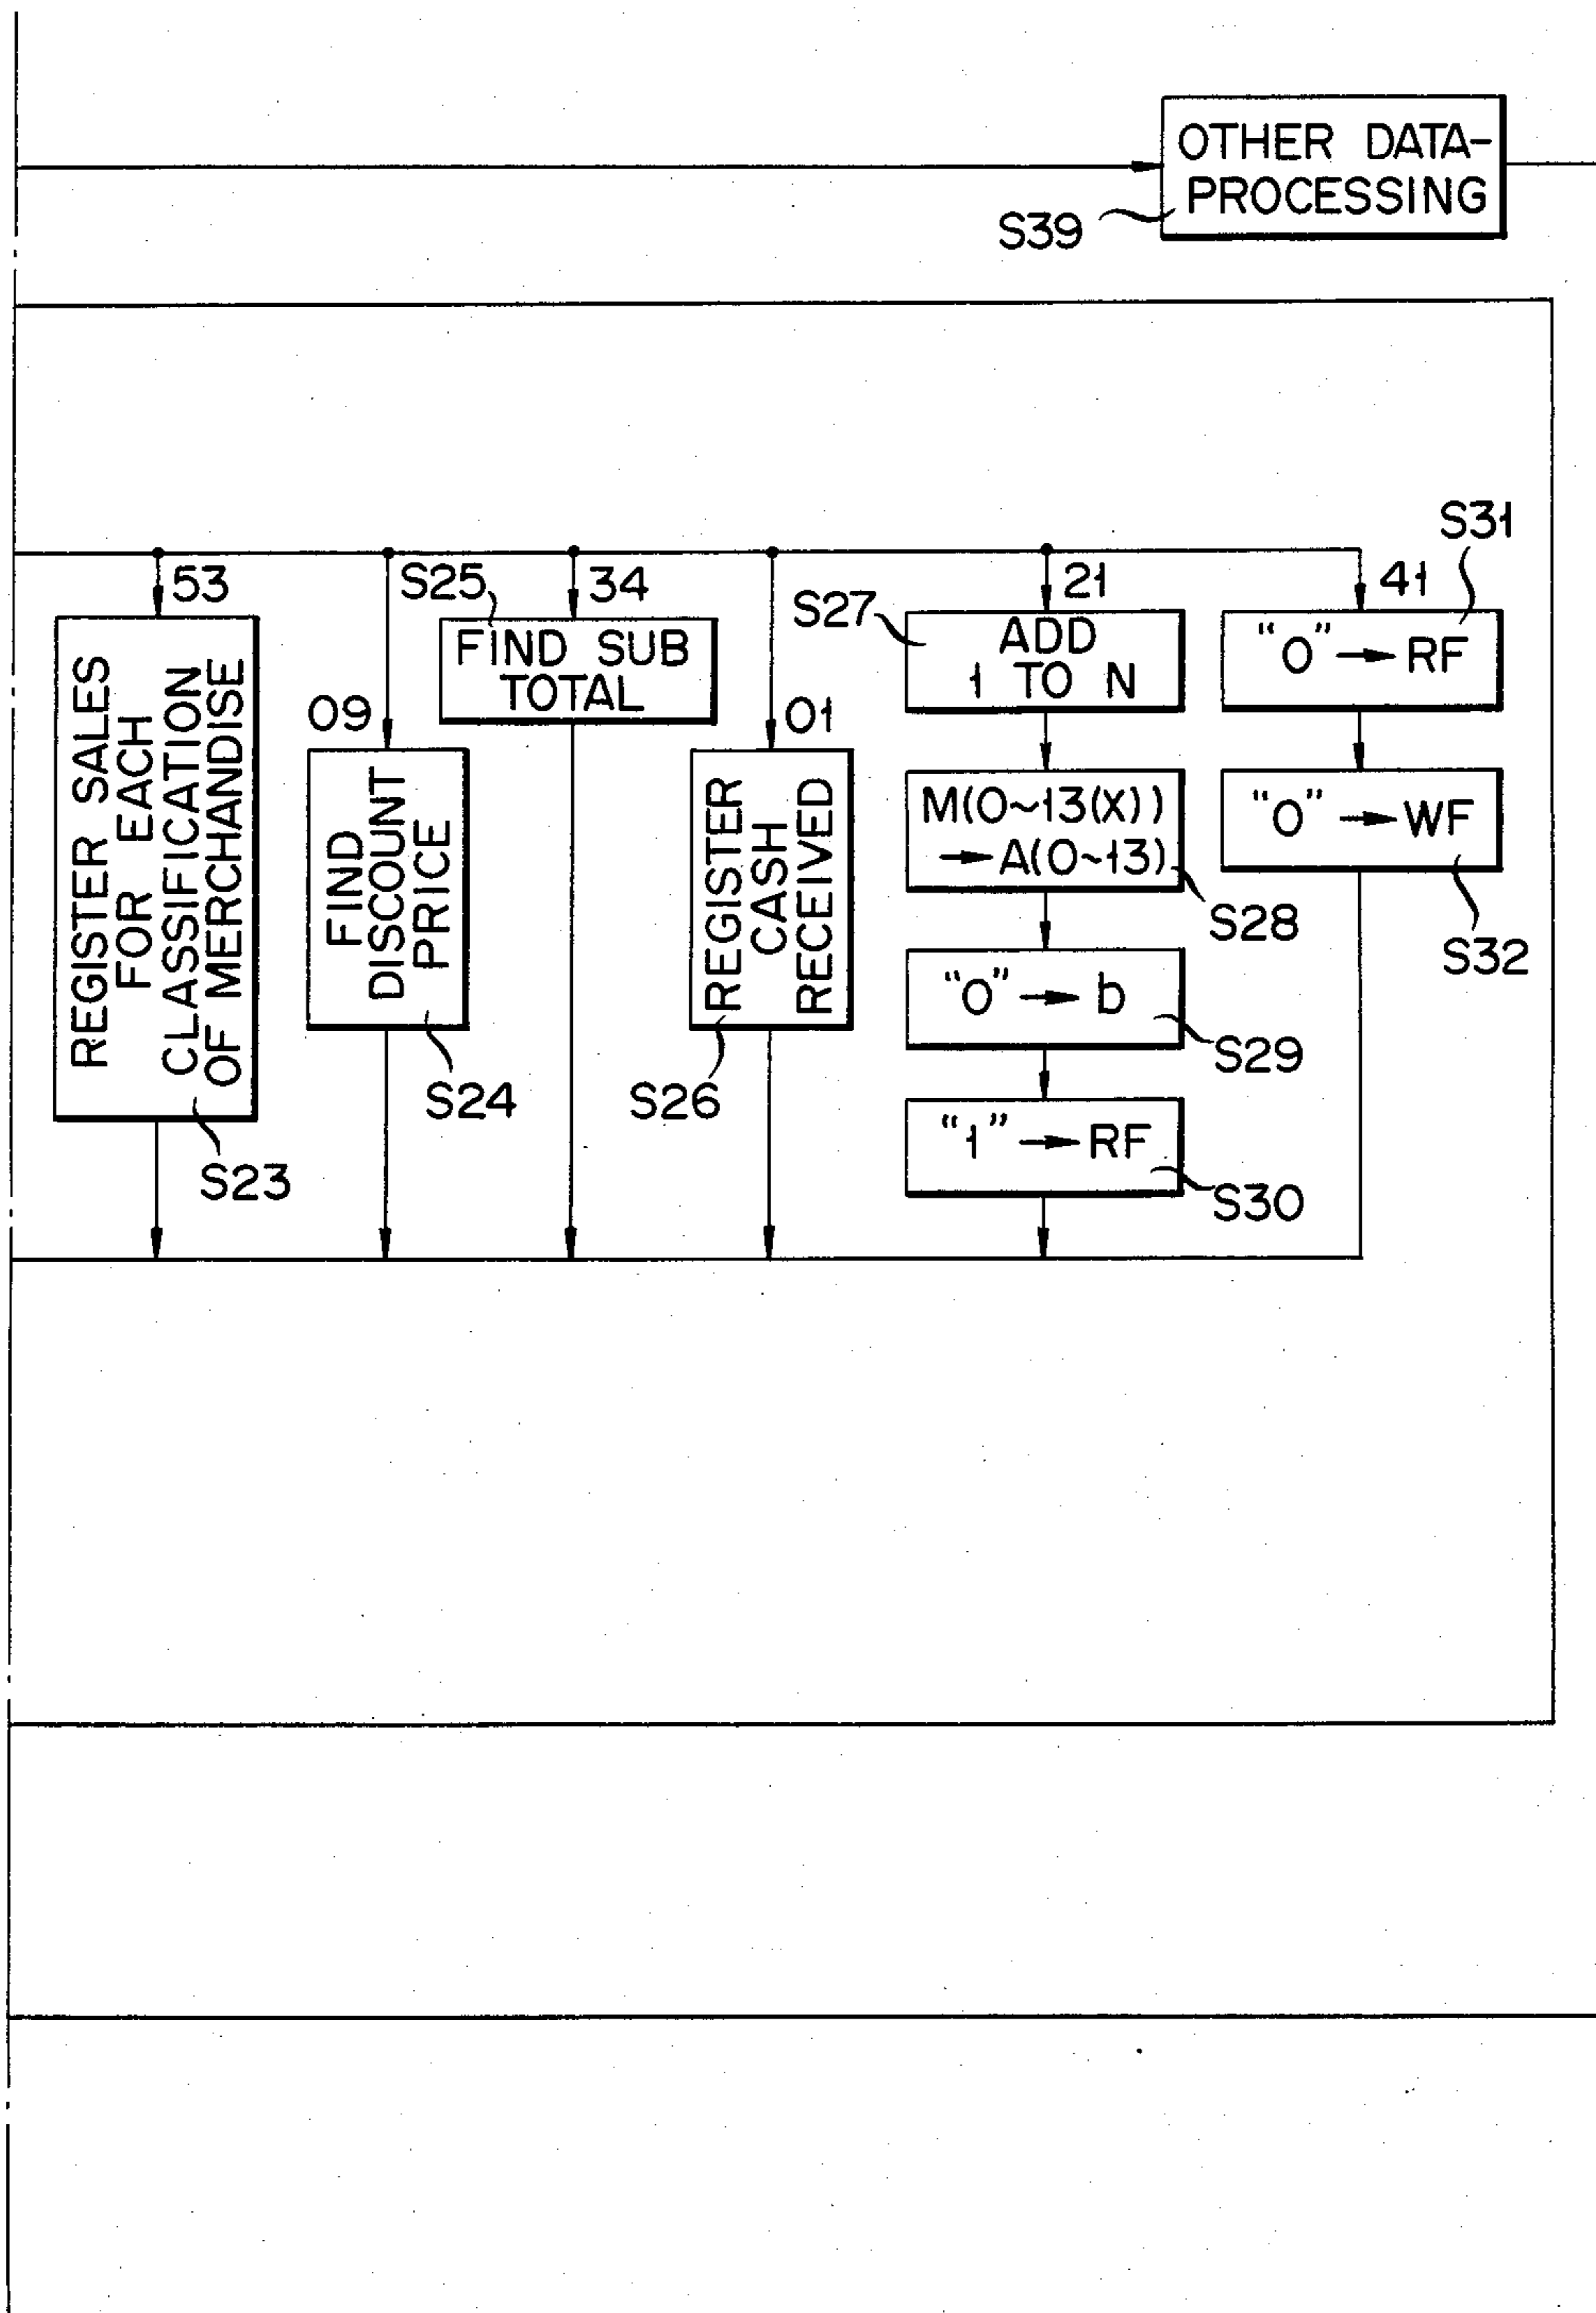 OTHER DATA-
PROCESSING
S39
53
REGISTER SALES
FOR EACH
CLASSIFICATION
OF MERCHANDISE
S23
09
FIND
DISCOUNT
PRICE
S24
S25
34
FIND SUB
TOTAL
01
REGISTER
CASH
RECEIVED
S26
S27
21
ADD
1 TO N
M(0~13(X))
→ A(0~13)
S28
"0" → b
S29
"1" → RF
S30
S31
41
"0" → RF
"0" → WF
S32